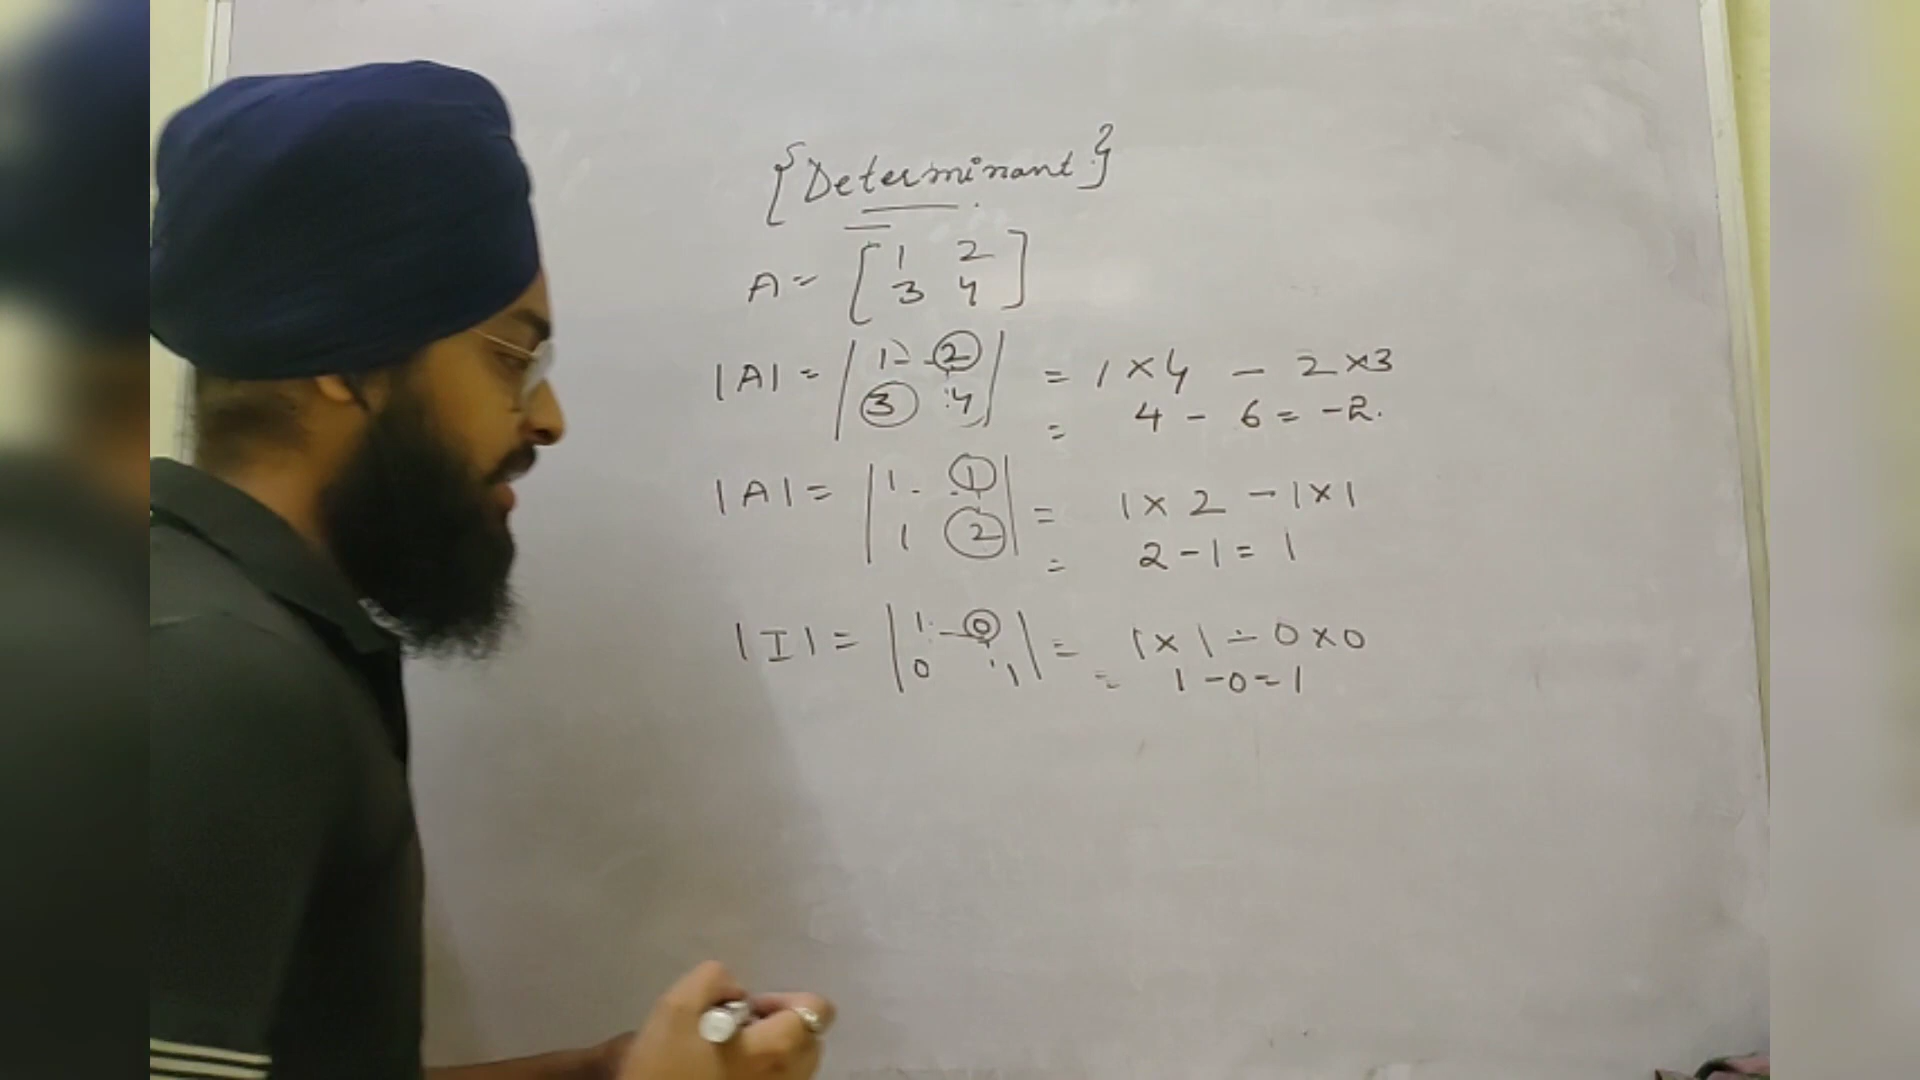 {Determinant}
A = [ 1 2
3 4 ]
|A| = | 1 2
3 4 | = 1 × 4 - 2 × 3
= 4 - 6 = -2.
|A| = | 1 1
1 2 | = 1 × 2 - 1 × 1
= 2 - 1 = 1
|I| = | 1 0
0 1 | = 1 × 1 - 0 × 0
= 1 - 0 = 1